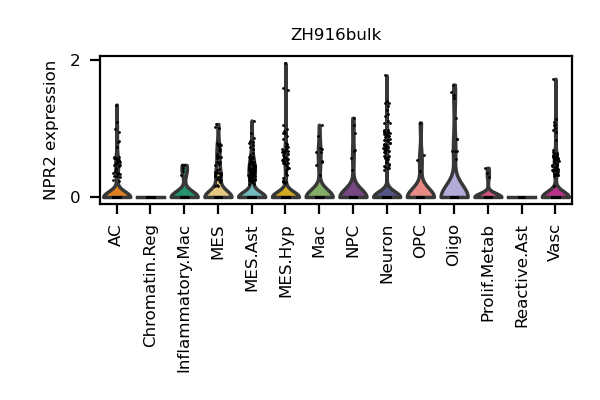 ZH916bulk
NPR2 expression
2
0
AC
Chromatin.Reg
Inflammatory.Mac
MES
MES.Ast
MES.Hyp
Mac
NPC
Neuron
OPC
Oligo
Prolif.Metab
Reactive.Ast
Vasc